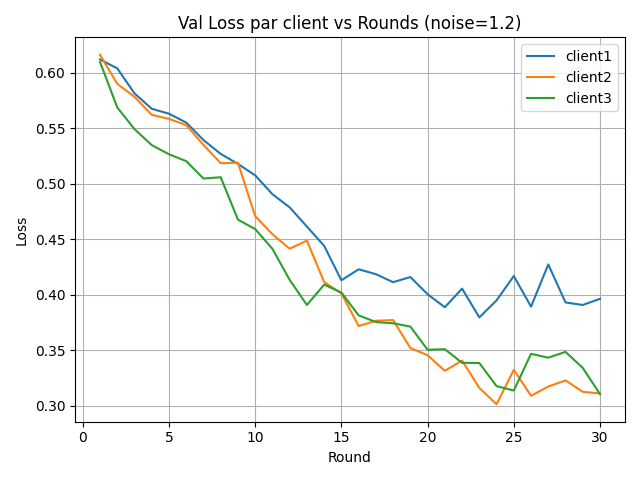 Val Loss par client vs Rounds (noise=1.2)
client1
client2
client3
Loss
0.60
0.55
0.50
0.45
0.40
0.35
0.30
0 5 10 15 20 25 30
Round